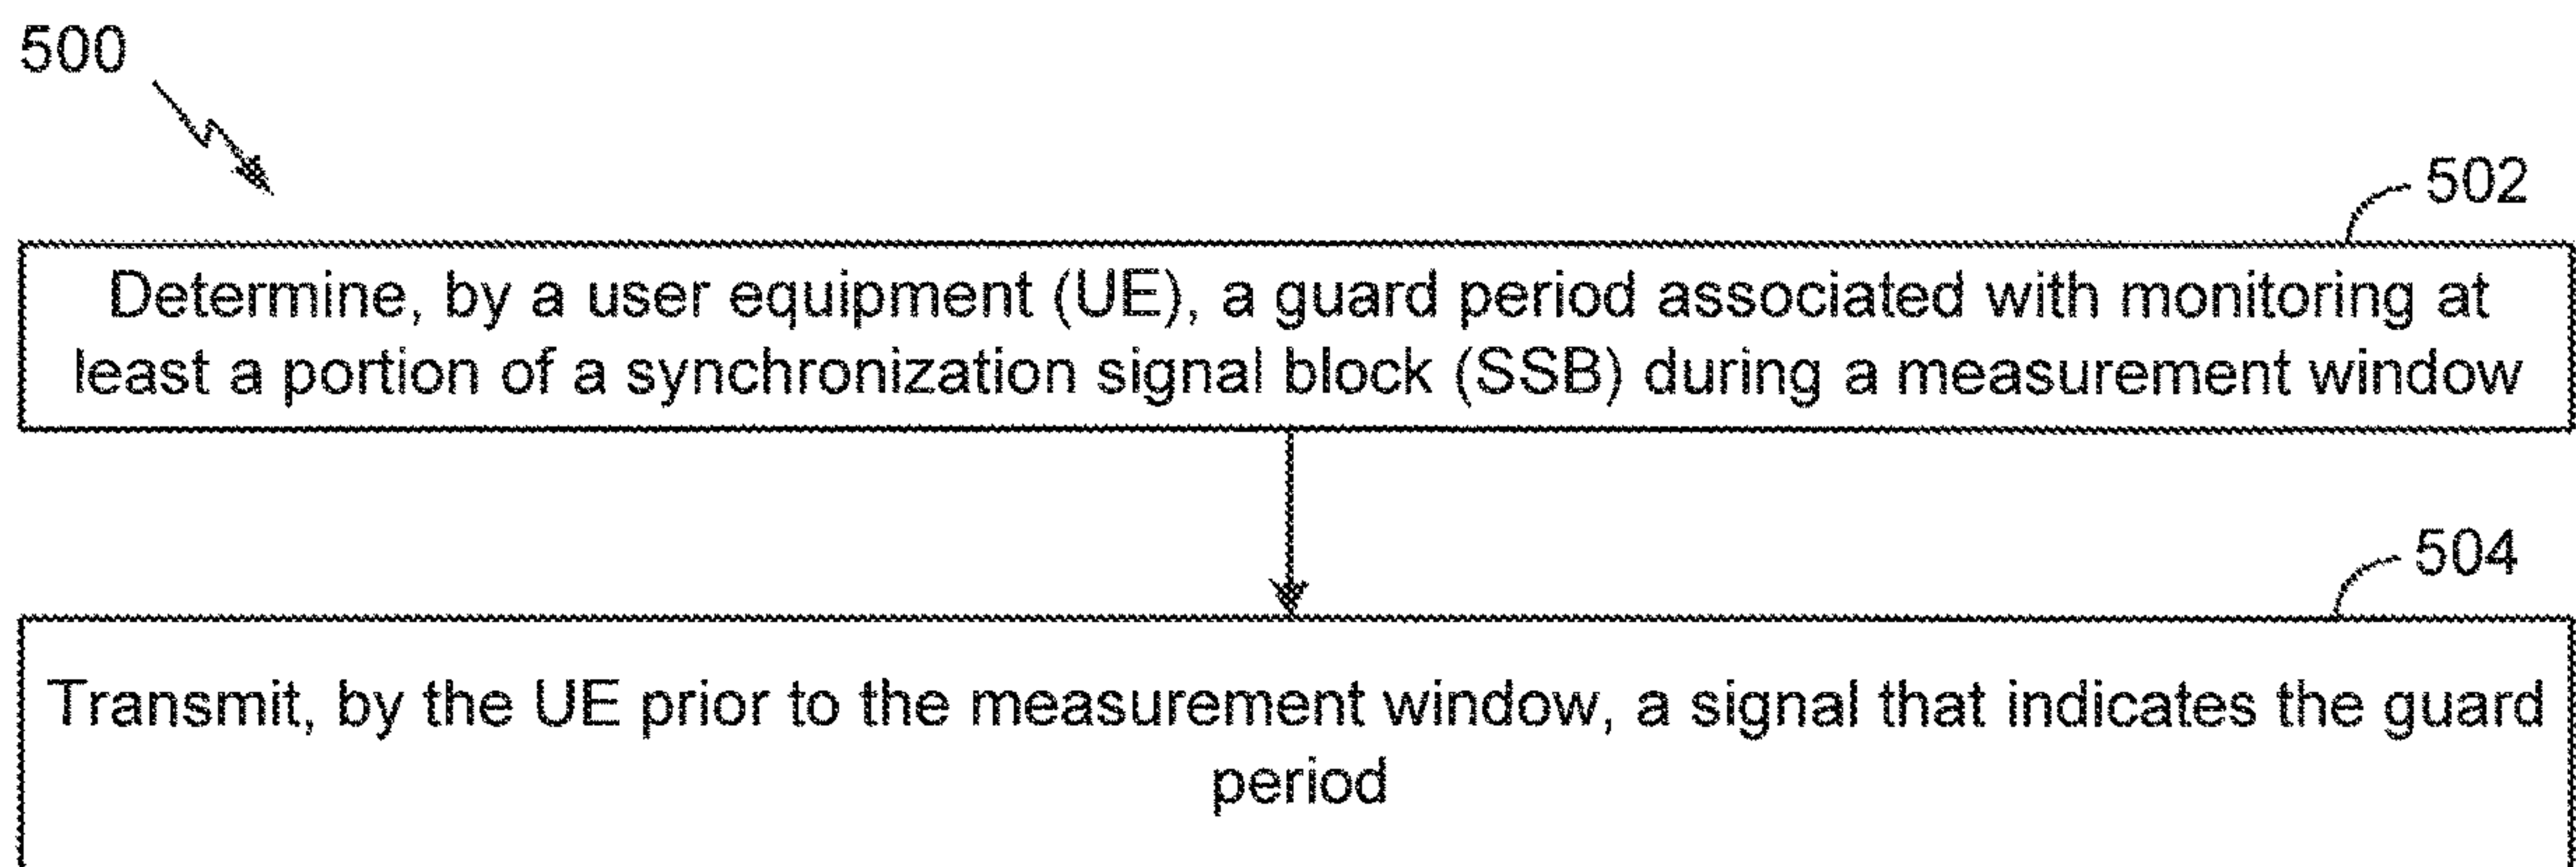 500
502
Determine, by a user equipment (UE), a guard period associated with monitoring at
least a portion of a synchronization signal block (SSB) during a measurement window
504
Transmit, by the UE prior to the measurement window, a signal that indicates the guard
period